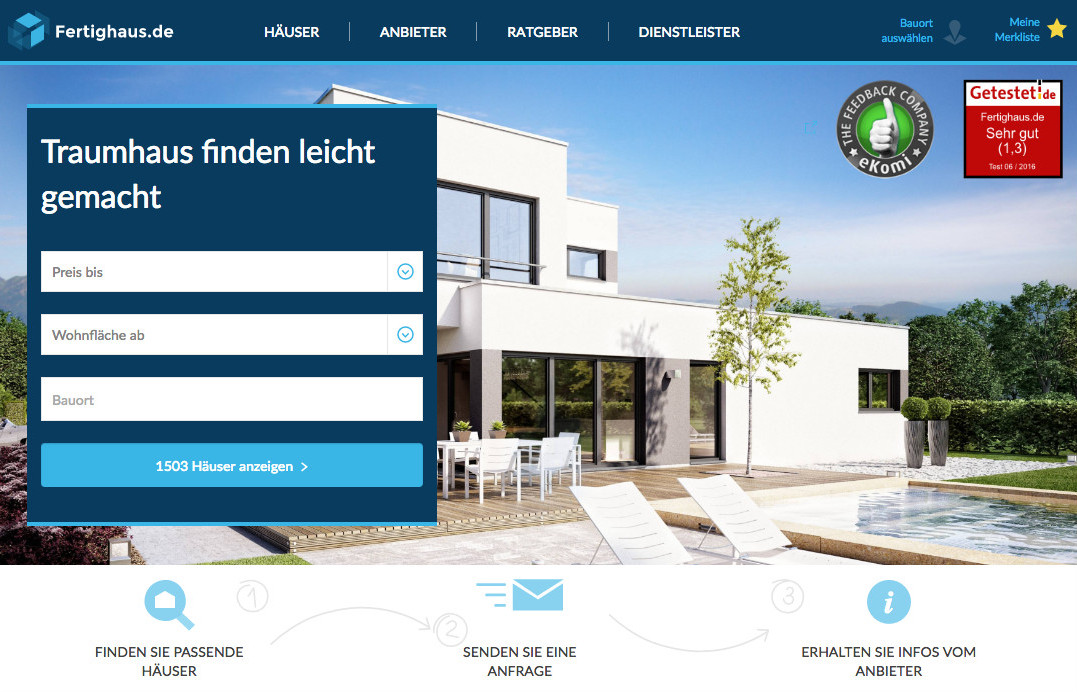 Fertighaus.de
HÄUSER
ANBIETER
RATGEBER
DIENSTLEISTER
Bauort
auswählen
Meine
Merkliste
THE FEEDBACK COMPANY
eKomi
Getestet.de
Fertighaus.de
Sehr gut
(1,3)
Test 06 / 2016
Traumhaus finden leicht
gemacht
Preis bis
Wohnfläche ab
Bauort
1503 Häuser anzeigen >
1
2
3
FINDEN SIE PASSENDE
HÄUSER
SENDEN SIE EINE
ANFRAGE
ERHALTEN SIE INFOS VOM
ANBIETER